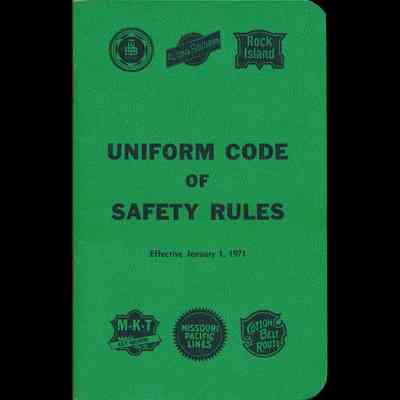 Rock
Island
UNIFORM CODE
OF
SAFETY RULES
Effective January 1, 1971
M-K-T
MISSOURI
PACIFIC
LINES
COTTON
BELT
ROUTE